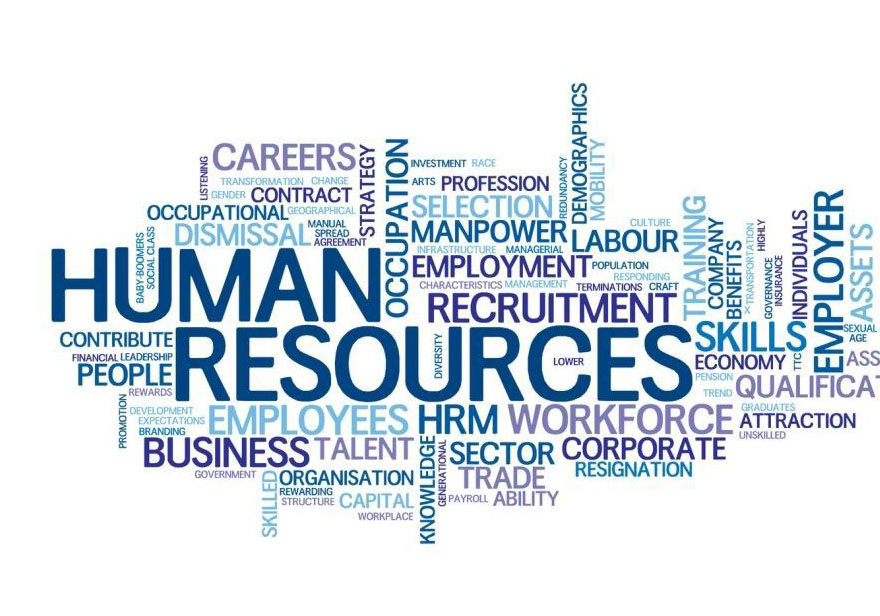 DEMOGRAPHICS
CAREERS
STRATEGY
OCCUPATION
INVESTMENT
RACE
LISTENING
TRANSFORMATION
CHANGE
GENDER
CONTRACT
ARTS
PROFESSION
REDUNDANCY
MOBILITY
OCCUPATIONAL
GEOGRAPHICAL
SELECTION
DISMISSAL
MANUAL
SPREAD
AGREEMENT
MANPOWER
LABOUR
CULTURE
TRAINING
COMPANY
BENEFITS
TRANSPORTATION
HIGHLY
GOVERNANCE
INSURANCE
INDIVIDUALS
EMPLOYER
ASSETS
BABY-BOOMERS
SOCIAL CLASS
HUMAN
INFRASTRUCTURE
MANAGERIAL
EMPLOYMENT
POPULATION
RESPONDING
CHARACTERISTICS
MANAGEMENT
TERMINATIONS
CRAFT
RECRUITMENT
CONTRIBUTE
RESOURCES
SKILLS
SEXUAL
AGE
FINANCIAL
LEADERSHIP
PEOPLE
REWARDS
DIVERSITY
LOWER
ECONOMY
TTC
ASS
PENSION
TREND
QUALIFICAT
PROMOTION
DEVELOPMENT
EXPECTATIONS
BRANDING
EMPLOYEES
HRM
WORKFORCE
GRADUATES
ATTRACTION
UNSKILLED
BUSINESS
TALENT
KNOWLEDGE
GENERATIONAL
SECTOR
CORPORATE
GOVERNMENT
SKILLED
ORGANISATION
TRADE
RESIGNATION
REWARDING
STRUCTURE
CAPITAL
PAYROLL
ABILITY
WORKPLACE